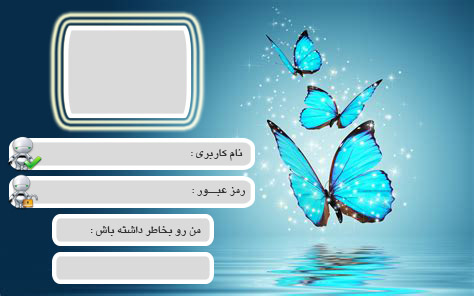 نام کاربری :
رمز عبـــور :
من رو بخاطر داشته باش :